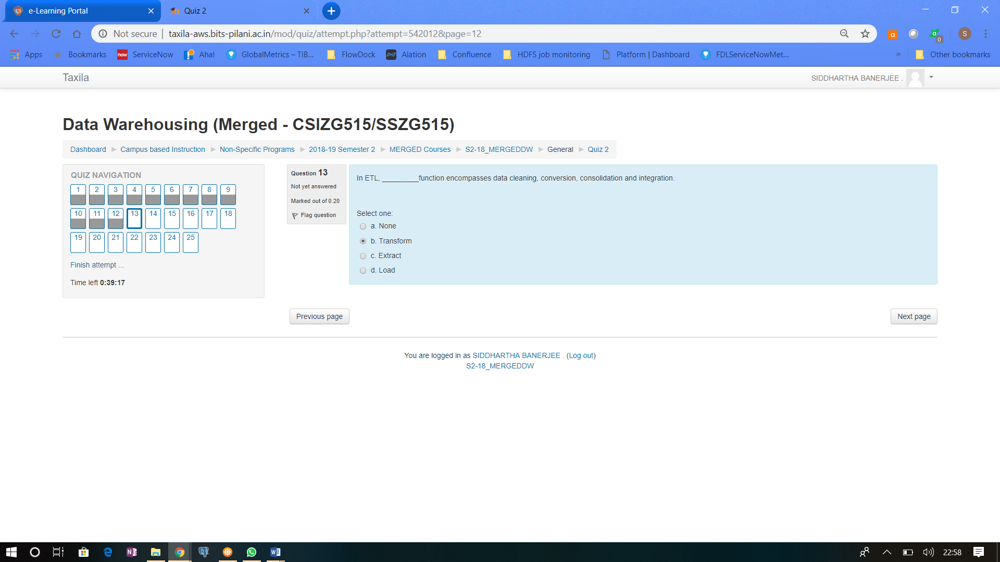 e-Learning Portal
Quiz 2
Not secure | taxila-aws.bits-pilani.ac.in/mod/quiz/attempt.php?attempt=542012&page=12
a
a
0
S
Apps
Bookmarks
now ServiceNow
Aha!
GlobalMetrics – TIB...
FlowDock
Alation
Confluence
HDFS job monitoring
Platform | Dashboard
FDLServiceNowMet...
»
Other bookmarks
Taxila
SIDDHARTHA BANERJEE .
Data Warehousing (Merged - CSIZG515/SSZG515)
Dashboard ► Campus based Instruction ► Non-Specific Programs ► 2018-19 Semester 2 ► MERGED Courses ► S2-18_MERGEDDW ► General ► Quiz 2
QUIZ NAVIGATION
1 2 3 4 5 6 7 8 9
10 11 12 13 14 15 16 17 18
19 20 21 22 23 24 25
Finish attempt ...
Time left 0:39:17
Question 13
Not yet answered
Marked out of 0.20
Flag question
In ETL, _________function encompasses data cleaning, conversion, consolidation and integration.
Select one:
a. None
b. Transform
c. Extract
d. Load
Previous page
Next page
You are logged in as SIDDHARTHA BANERJEE . (Log out)
S2-18_MERGEDDW
22:58